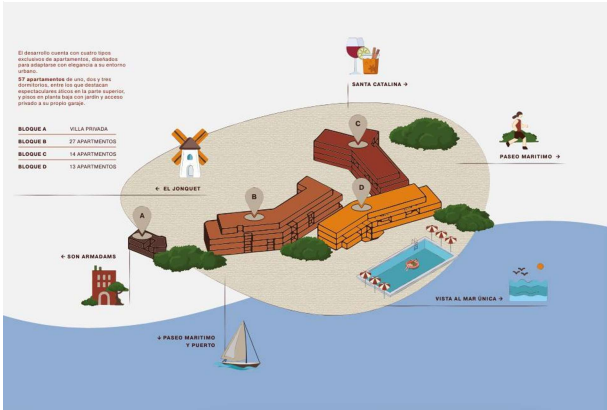 El desarrollo cuenta con cuatro tipos
exclusivos de apartamentos, diseñados
para adaptarse con elegancia a su entorno
urbano.
57 apartamentos de uno, dos y tres
dormitorios, entre los que destacan
espectaculares áticos en la parte superior,
y pisos en planta baja con jardín y acceso
privado a su propio garaje.
BLOQUE A VILLA PRIVADA
BLOQUE B 27 APARTMENTOS
BLOQUE C 14 APARTMENTOS
BLOQUE D 13 APARTMENTOS
SANTA CATALINA →
PASEO MARITIMO →
← EL JONQUET
A
B
C
D
← SON ARMADAMS
VISTA AL MAR ÚNICA →
↓ PASEO MARITIMO
Y PUERTO